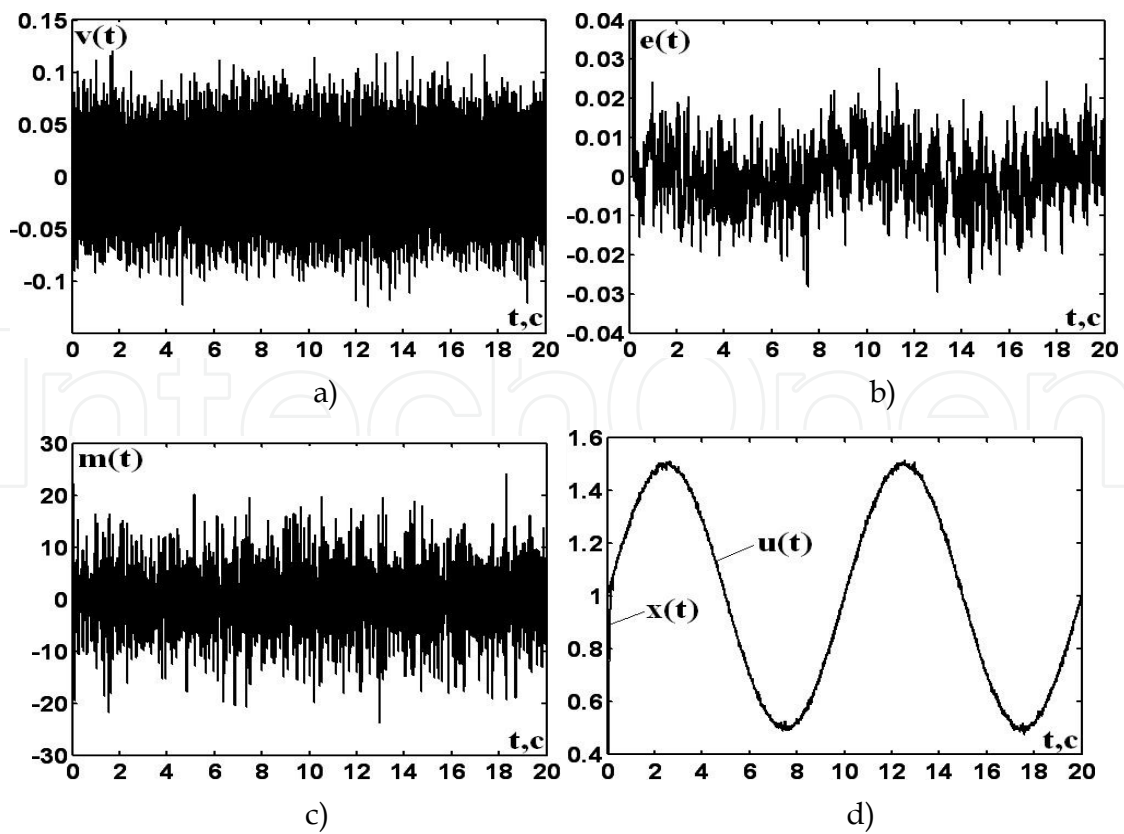 0.15
v(t)
0.1
0.05
0
-0.05
-0.1
t,c
0 2 4 6 8 10 12 14 16 18 20
a)
0.04
e(t)
0.03
0.02
0.01
0
-0.01
-0.02
-0.03
-0.04
t,c
0 2 4 6 8 10 12 14 16 18 20
b)
30
m(t)
20
10
0
-10
-20
-30
t,c
0 2 4 6 8 10 12 14 16 18 20
c)
1.6
1.4
1.2
u(t)
1
x(t)
0.8
0.6
0.4
t,c
0 2 4 6 8 10 12 14 16 18 20
d)
IntechOpen